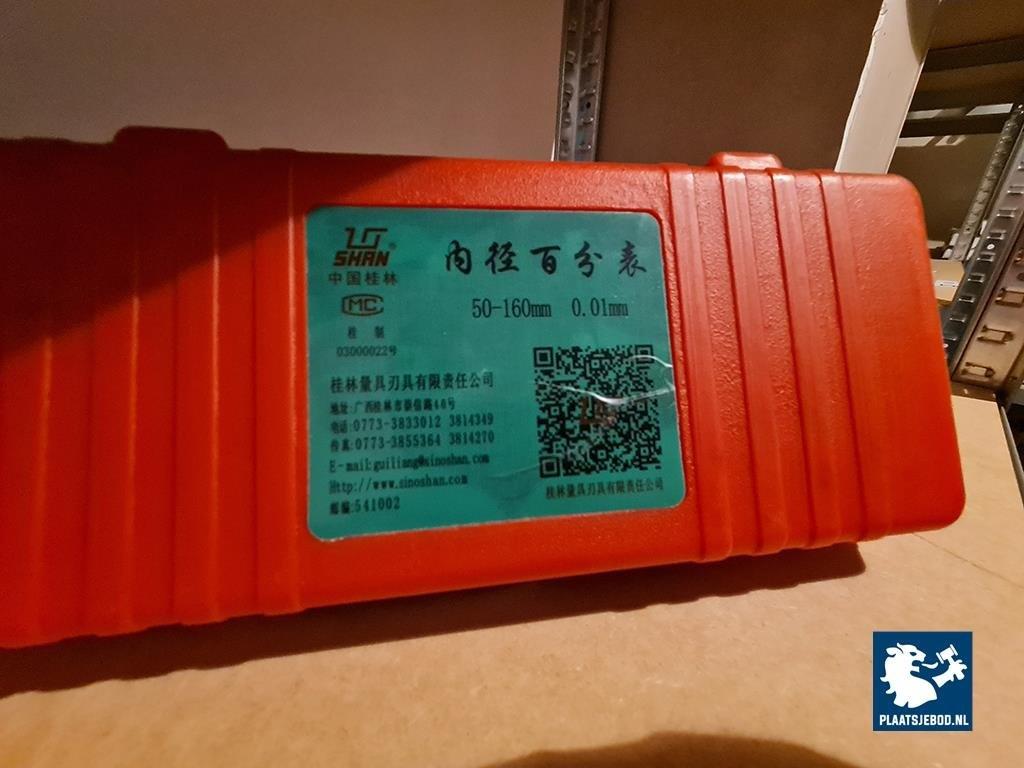 SHAN®
中国桂林
MC
桂 制
03000022号
内径百分表
50-160mm 0.01mm
桂林量具刃具有限责任公司
地址:广西桂林市崇信路40号
电话:0773-3833012 3814349
传真:0773-3855364 3814270
E-mail:guiliang@sinoshan.com
Http://www.sinoshan.com
邮编:541002
桂林量具刃具有限责任公司
PLAATSJEBOD.NL